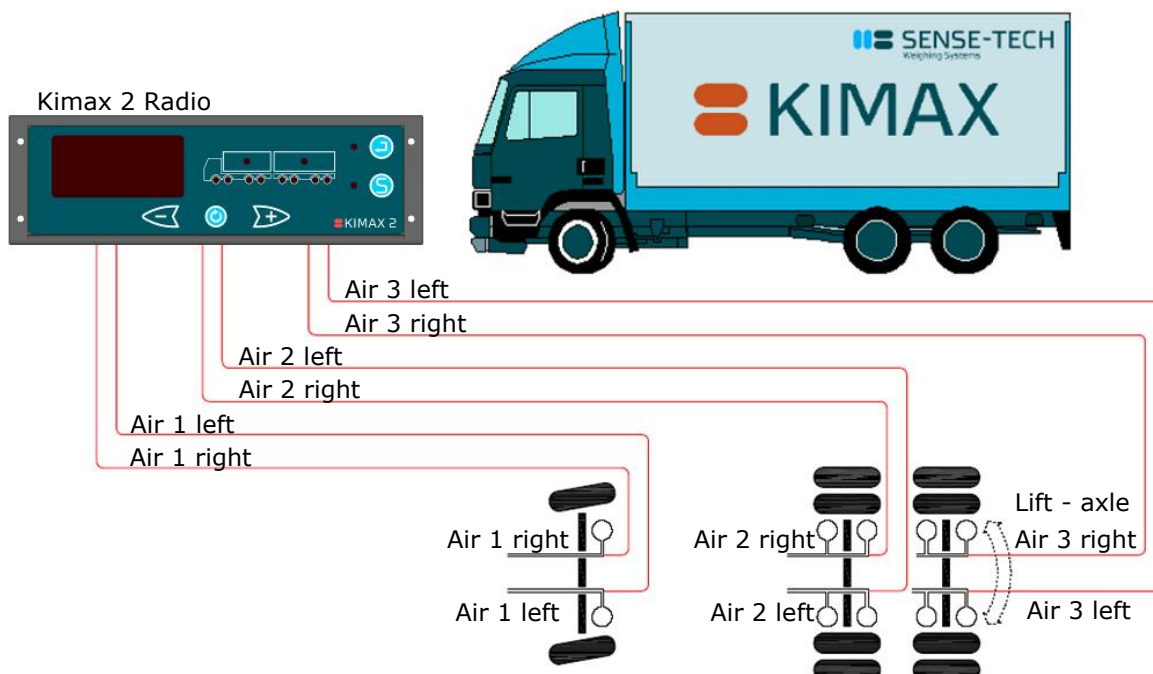 SENSE-TECH
Weighing Systems
KIMAX
Kimax 2 Radio
S
- +
KIMAX 2
Air 3 left
Air 3 right
Air 2 left
Air 2 right
Air 1 left
Air 1 right
Lift - axle
Air 1 right
Air 2 right
Air 3 right
Air 1 left
Air 2 left
Air 3 left